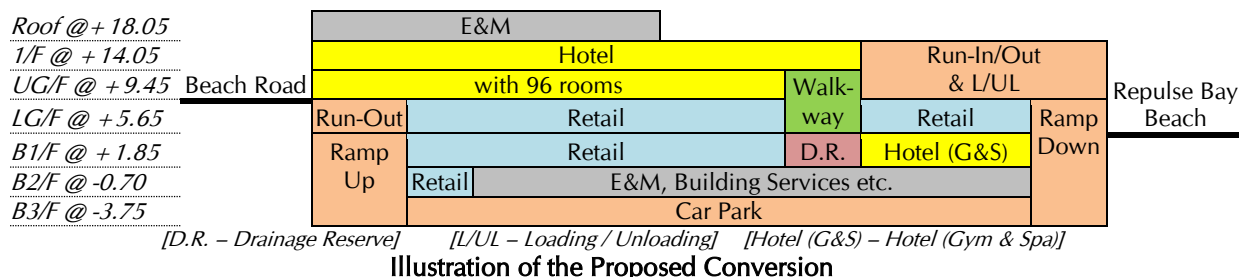 Roof @+ 18.05 E&M
1/F @ + 14.05 Hotel Run-In/Out
UG/F @ + 9.45 Beach Road with 96 rooms Walk- & L/UL Repulse Bay
LG/F @ + 5.65 Run-Out Retail way Retail Ramp Beach
B1/F @ + 1.85 Ramp Retail D.R. Hotel (G&S) Down
B2/F @ -0.70 Up Retail E&M, Building Services etc.
B3/F @ -3.75 Car Park
[D.R. – Drainage Reserve] [L/UL – Loading / Unloading] [Hotel (G&S) – Hotel (Gym & Spa)]
Illustration of the Proposed Conversion